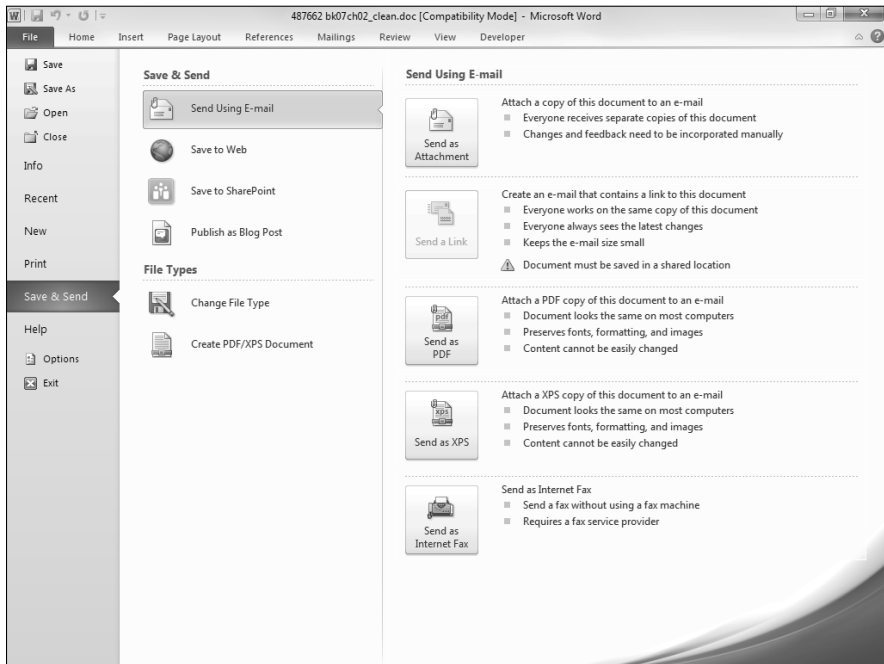 487662 bk07ch02_clean.doc [Compatibility Mode] - Microsoft Word
File Home Insert Page Layout References Mailings Review View Developer
Save
Save As
Open
Close
Info
Recent
New
Print
Save & Send
Help
Options
Exit
Save & Send
Send Using E-mail
Save to Web
Save to SharePoint
Publish as Blog Post
File Types
Change File Type
Create PDF/XPS Document
Send Using E-mail
Send as
Attachment
Attach a copy of this document to an e-mail
Everyone receives separate copies of this document
Changes and feedback need to be incorporated manually
Send a Link
Create an e-mail that contains a link to this document
Everyone works on the same copy of this document
Everyone always sees the latest changes
Keeps the e-mail size small
Document must be saved in a shared location
pdf
Send as
PDF
Attach a PDF copy of this document to an e-mail
Document looks the same on most computers
Preserves fonts, formatting, and images
Content cannot be easily changed
xps
Send as XPS
Attach a XPS copy of this document to an e-mail
Document looks the same on most computers
Preserves fonts, formatting, and images
Content cannot be easily changed
Send as
Internet Fax
Send as Internet Fax
Send a fax without using a fax machine
Requires a fax service provider